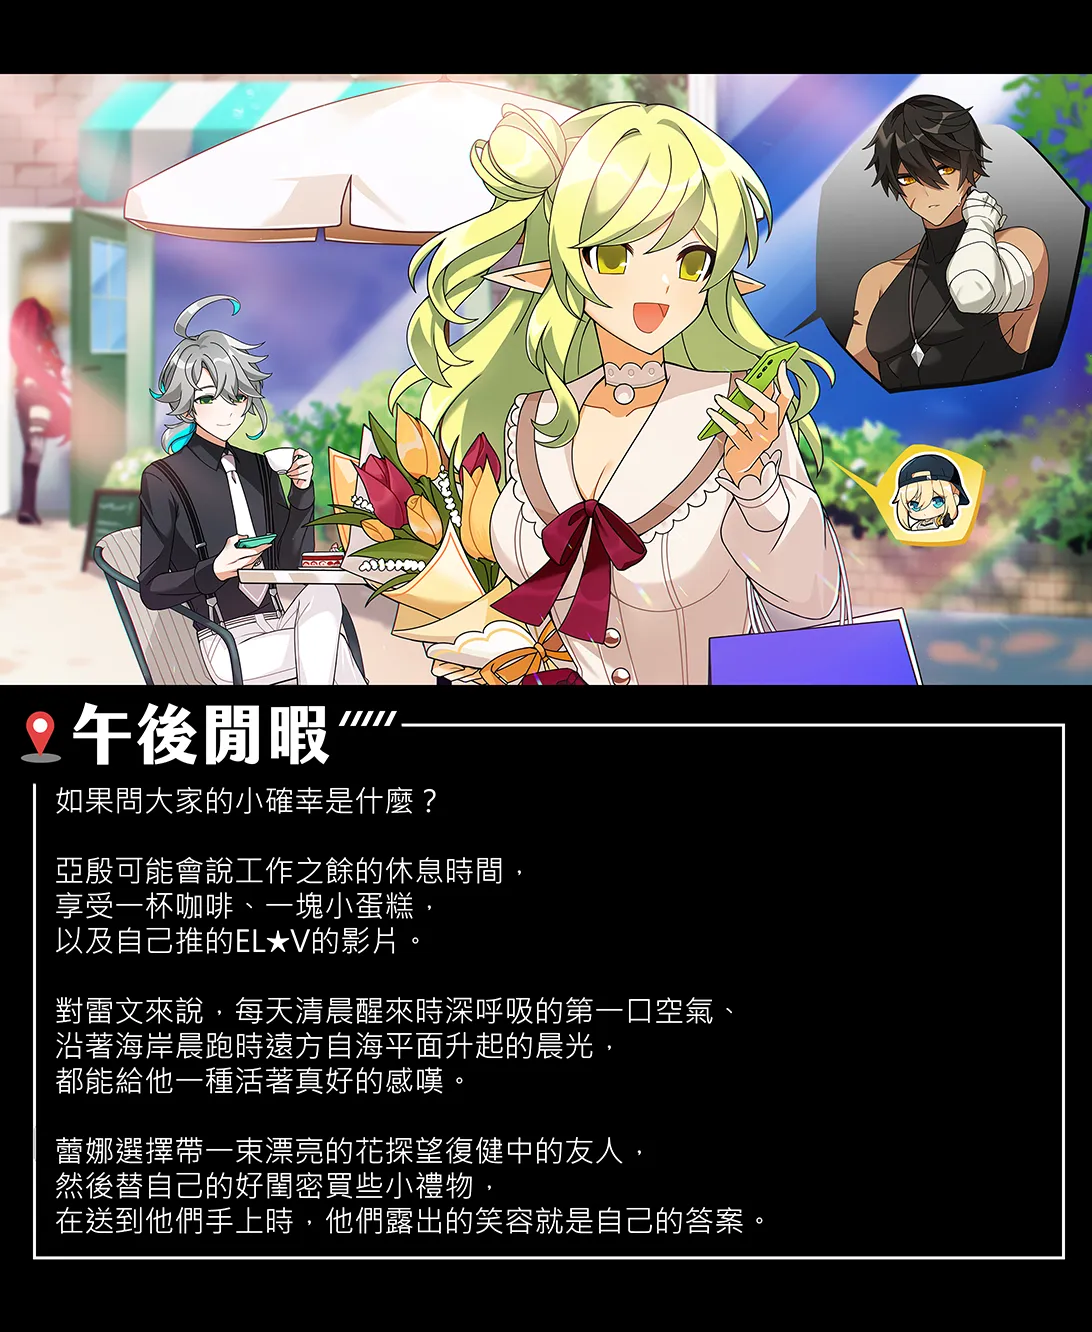 午後閒暇
如果問大家的小確幸是什麼？
亞殷可能會說工作之餘的休息時間，
享受一杯咖啡、一塊小蛋糕，
以及自己推的EL★V的影片。
對雷文來說，每天清晨醒來時深呼吸的第一口空氣、
沿著海岸晨跑時遠方自海平面升起的晨光，
都能給他一種活著真好的感嘆。
蕾娜選擇帶一束漂亮的花探望復健中的友人，
然後替自己的好閨密買些小禮物，
在送到他們手上時，他們露出的笑容就是自己的答案。